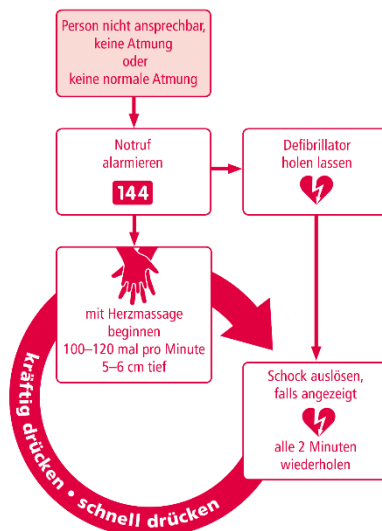 Person nicht ansprechbar,
keine Atmung
oder
keine normale Atmung
Notruf
alarmieren
144
Defibrillator
holen lassen
mit Herzmassage
beginnen
100–120 mal pro Minute
5–6 cm tief
Schock auslösen,
falls angezeigt
alle 2 Minuten
wiederholen
kräftig drücken • schnell drücken